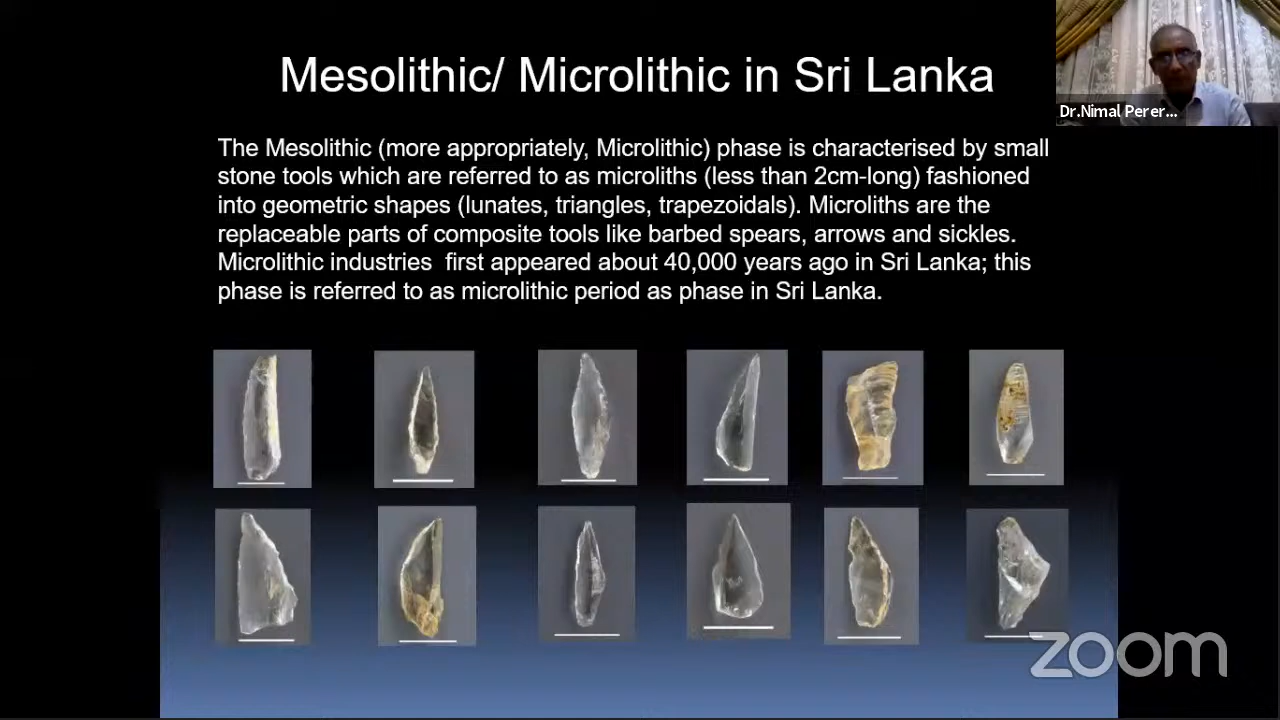 Mesolithic/ Microlithic in Sri Lanka
Dr.Nimal Perer...
The Mesolithic (more appropriately, Microlithic) phase is characterised by small
stone tools which are referred to as microliths (less than 2cm-long) fashioned
into geometric shapes (lunates, triangles, trapezoidals). Microliths are the
replaceable parts of composite tools like barbed spears, arrows and sickles.
Microlithic industries  first appeared about 40,000 years ago in Sri Lanka; this
phase is referred to as microlithic period as phase in Sri Lanka.
zoom